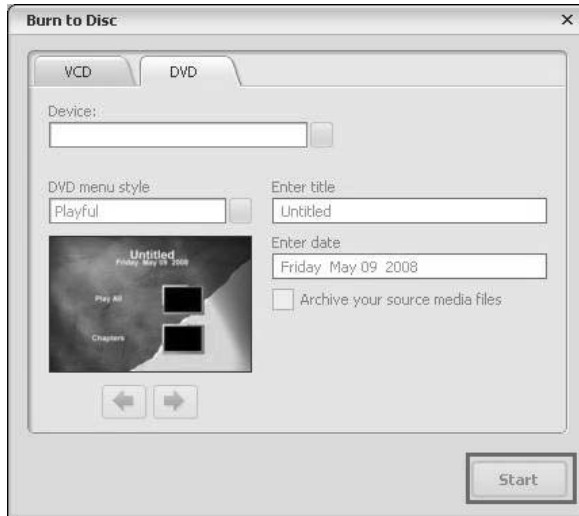 Burn to Disc
VCD
DVD
Device:
DVD menu style
Playful
Enter title
Untitled
Enter date
Friday May 09 2008
Archive your source media files
Untitled
Friday May 09 2008
Play All
Chapters
Start